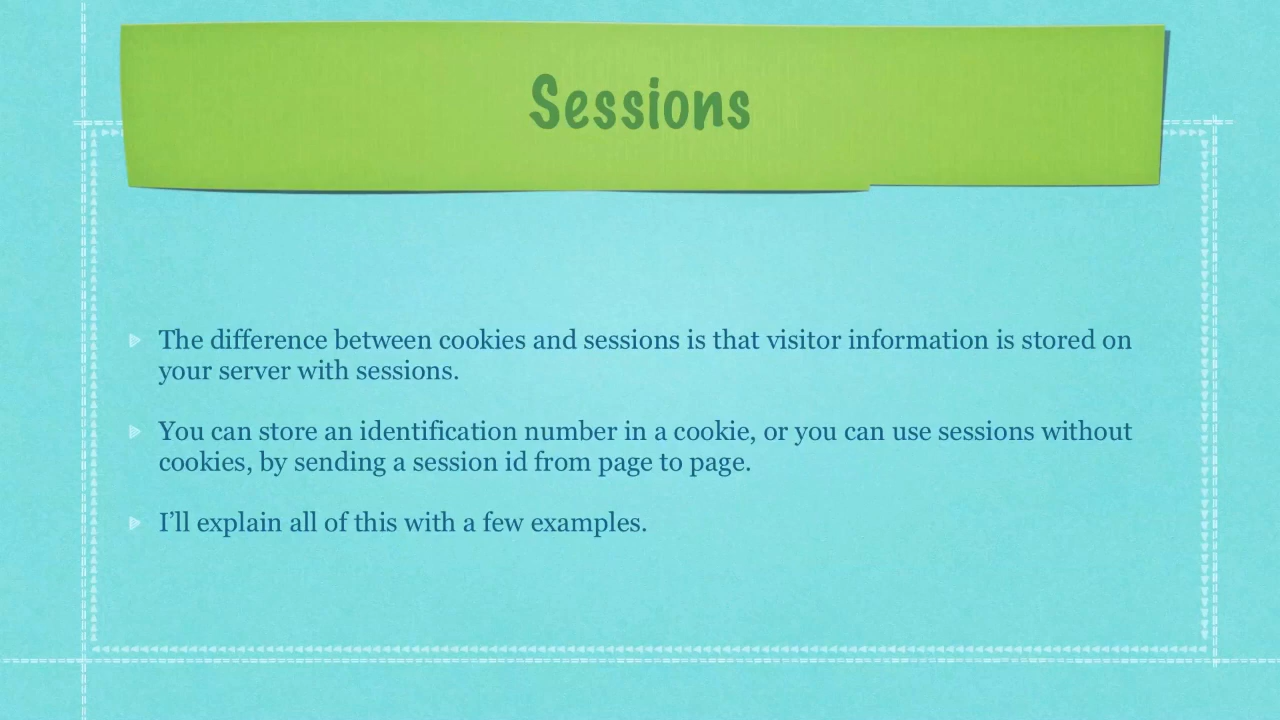 Sessions
The difference between cookies and sessions is that visitor information is stored on
your server with sessions.
You can store an identification number in a cookie, or you can use sessions without
cookies, by sending a session id from page to page.
I’ll explain all of this with a few examples.